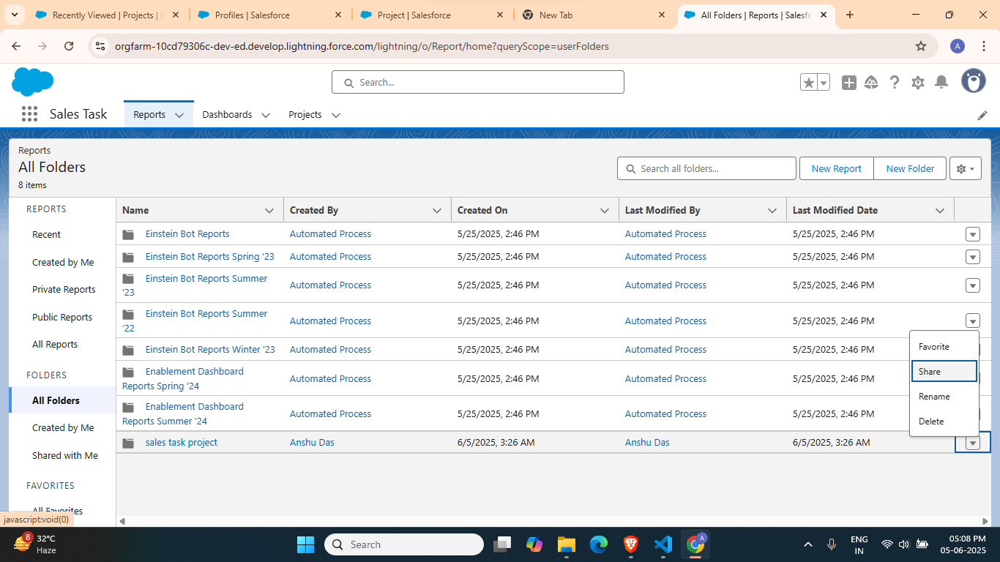 Recently Viewed | Projects | S
Profiles | Salesforce
Project | Salesforce
New Tab
All Folders | Reports | Salesfo
orgfarm-10cd79306c-dev-ed.develop.lightning.force.com/lightning/o/Report/home?queryScope=userFolders
A
Search...
Sales Task
Reports
Dashboards
Projects
Reports
All Folders
8 items
Search all folders...
New Report
New Folder
REPORTS
Recent
Created by Me
Private Reports
Public Reports
All Reports
FOLDERS
All Folders
Created by Me
Shared with Me
FAVORITES
All Favorites
Name Created By Created On Last Modified By Last Modified Date
Einstein Bot Reports Automated Process 5/25/2025, 2:46 PM Automated Process 5/25/2025, 2:46 PM
Einstein Bot Reports Spring '23 Automated Process 5/25/2025, 2:46 PM Automated Process 5/25/2025, 2:46 PM
Einstein Bot Reports Summer
'23 Automated Process 5/25/2025, 2:46 PM Automated Process 5/25/2025, 2:46 PM
Einstein Bot Reports Summer
'22 Automated Process 5/25/2025, 2:46 PM Automated Process 5/25/2025, 2:46 PM
Einstein Bot Reports Winter '23 Automated Process 5/25/2025, 2:46 PM Automated Process 5/25/2025, 2:46 PM
Enablement Dashboard
Reports Spring '24 Automated Process 5/25/2025, 2:46 PM Automated Process 5/25/2025, 2:46 PM
Enablement Dashboard
Reports Summer '24 Automated Process 5/25/2025, 2:46 PM Automated Process 5/25/2025, 2:46 PM
sales task project Anshu Das 6/5/2025, 3:26 AM Anshu Das 6/5/2025, 3:26 AM
Favorite
Share
Rename
Delete
javascript:void(0)
8
32°C
Haze
Search
A
ENG
IN
05:08 PM
05-06-2025